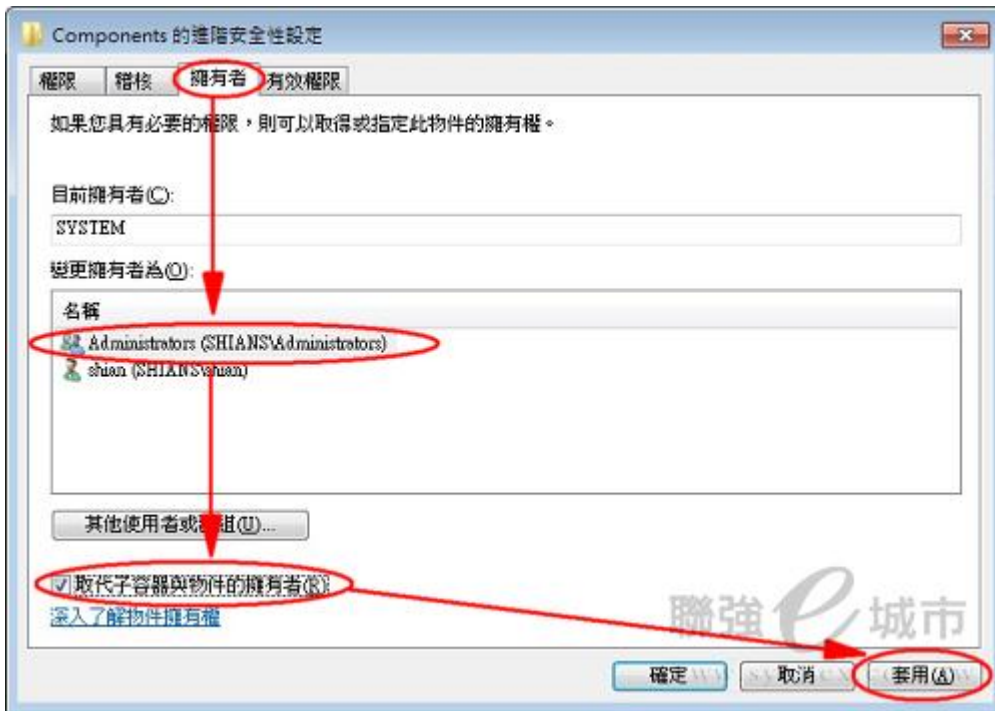 Components 的進階安全性設定
權限 稽核 擁有者 有效權限
如果您具有必要的權限，則可以取得或指定此物件的擁有權。
目前擁有者(C):
SYSTEM
變更擁有者為(O):
名稱
Administrators (SHIANS\Administrators)
shian (SHIANS\shian)
其他使用者或群組(U)...
取代子容器與物件的擁有者(R)
深入了解物件擁有權
聯強e城市
確定 取消 套用(A)